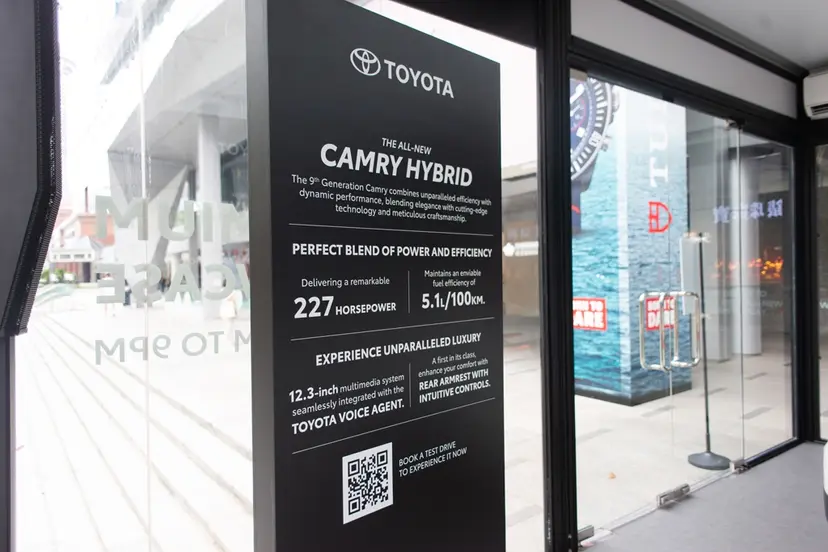 TOYOTA
THE ALL-NEW
CAMRY HYBRID
The 9th Generation Camry combines unparalleled efficiency with
dynamic performance, blending elegance with cutting-edge
technology and meticulous craftsmanship.
PERFECT BLEND OF POWER AND EFFICIENCY
Delivering a remarkable
227 HORSEPOWER
Maintains an enviable
fuel efficiency of
5.1L/100KM.
EXPERIENCE UNPARALLELED LUXURY
12.3-inch multimedia system
seamlessly integrated with the
TOYOTA VOICE AGENT.
A first in its class,
enhance your comfort with
REAR ARMREST WITH
INTUITIVE CONTROLS.
BOOK A TEST DRIVE
TO EXPERIENCE IT NOW
TO 9PM